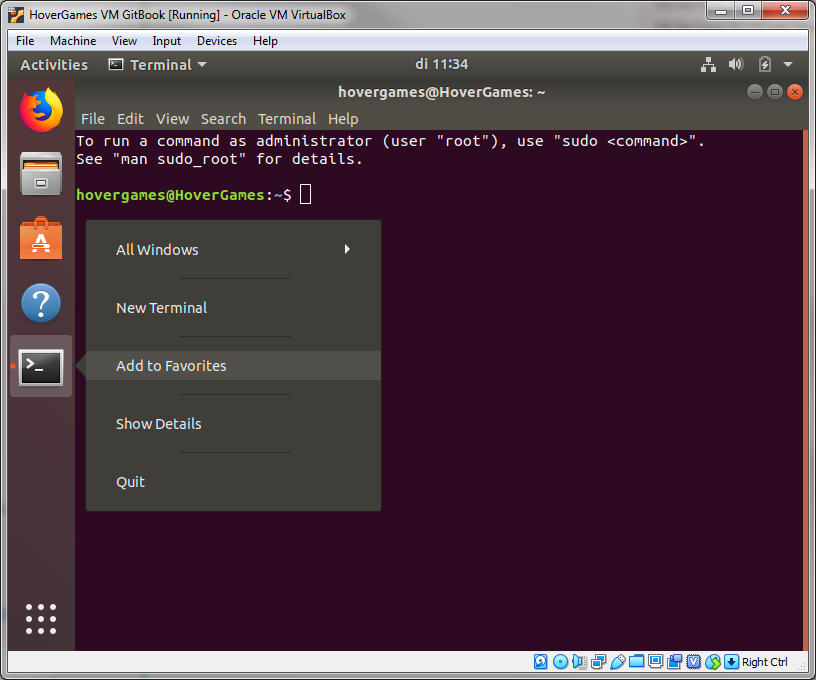 HoverGames VM GitBook [Running] - Oracle VM VirtualBox
File Machine View Input Devices Help
Activities Terminal di 11:34
hovergames@HoverGames: ~
File Edit View Search Terminal Help
To run a command as administrator (user "root"), use "sudo <command>".
See "man sudo_root" for details.
hovergames@HoverGames:~$
All Windows
New Terminal
Add to Favorites
Show Details
Quit
Right Ctrl